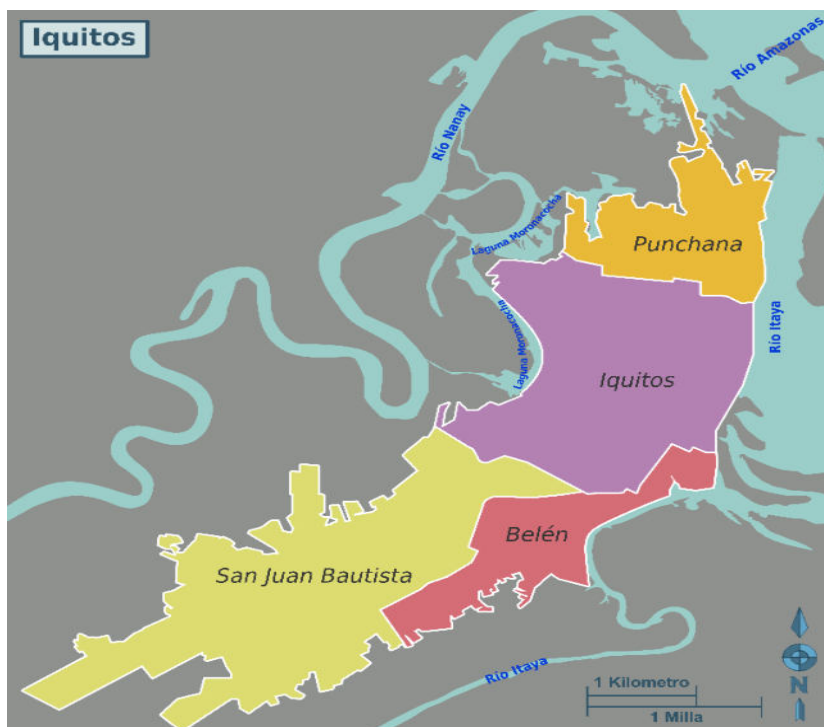 Iquitos
Río Amazonas
Río Nanay
Laguna Moronacocha
Punchana
Río Itaya
Laguna Moronacocha
Iquitos
Belén
San Juan Bautista
Río Itaya
1 Kilometro
N
1 Milla